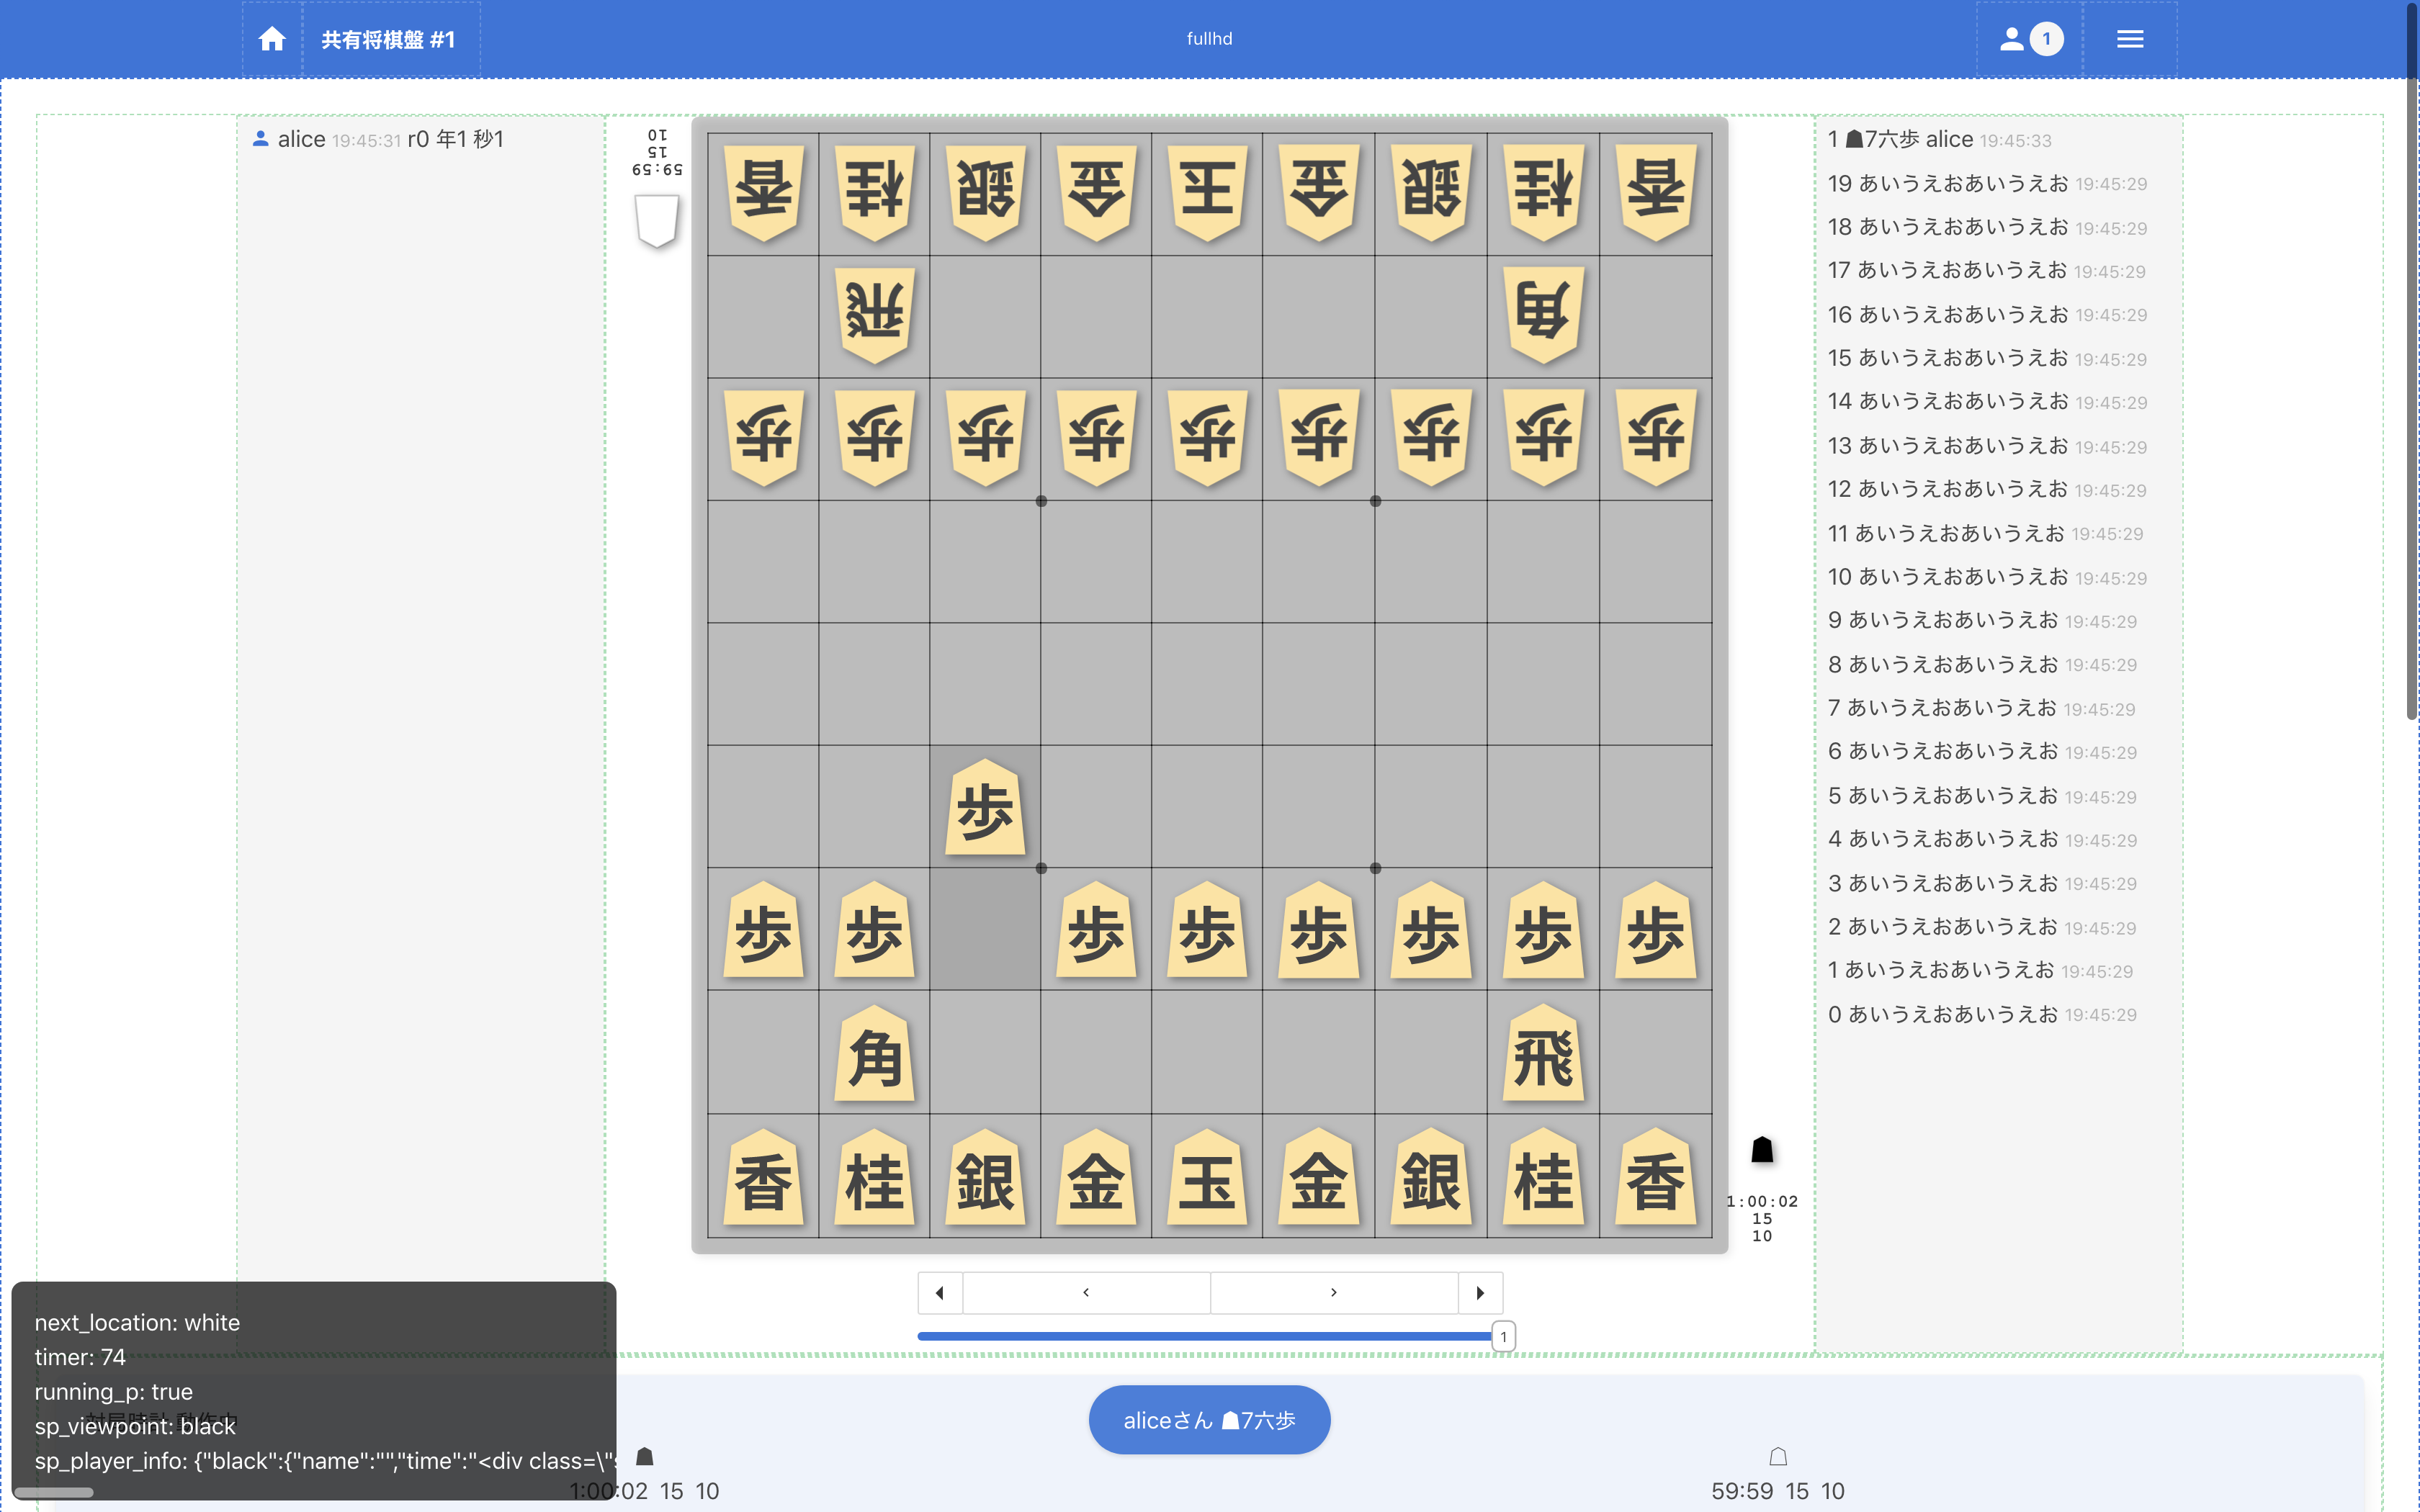 共有将棋盤 #1
fullhd
1
alice 19:45:31 r0 年1 秒1
59:59
15
10
香桂銀金玉金銀桂香
飛角
歩歩歩歩歩歩歩歩歩
歩
歩歩歩歩歩歩歩歩
角飛
香桂銀金玉金銀桂香
1:00:02
15
10
1 ☗7六歩 alice 19:45:33
19 あいうえおあいうえお 19:45:29
18 あいうえおあいうえお 19:45:29
17 あいうえおあいうえお 19:45:29
16 あいうえおあいうえお 19:45:29
15 あいうえおあいうえお 19:45:29
14 あいうえおあいうえお 19:45:29
13 あいうえおあいうえお 19:45:29
12 あいうえおあいうえお 19:45:29
11 あいうえおあいうえお 19:45:29
10 あいうえおあいうえお 19:45:29
9 あいうえおあいうえお 19:45:29
8 あいうえおあいうえお 19:45:29
7 あいうえおあいうえお 19:45:29
6 あいうえおあいうえお 19:45:29
5 あいうえおあいうえお 19:45:29
4 あいうえおあいうえお 19:45:29
3 あいうえおあいうえお 19:45:29
2 あいうえおあいうえお 19:45:29
1 あいうえおあいうえお 19:45:29
0 あいうえおあいうえお 19:45:29
1
next_location: white
timer: 74
running_p: true
対局時計 動作中
sp_viewpoint: black
sp_player_info: {"black":{"name":"","time":"<div class=\"
aliceさん ☗7六歩
1:00:02 15 10
59:59 15 10